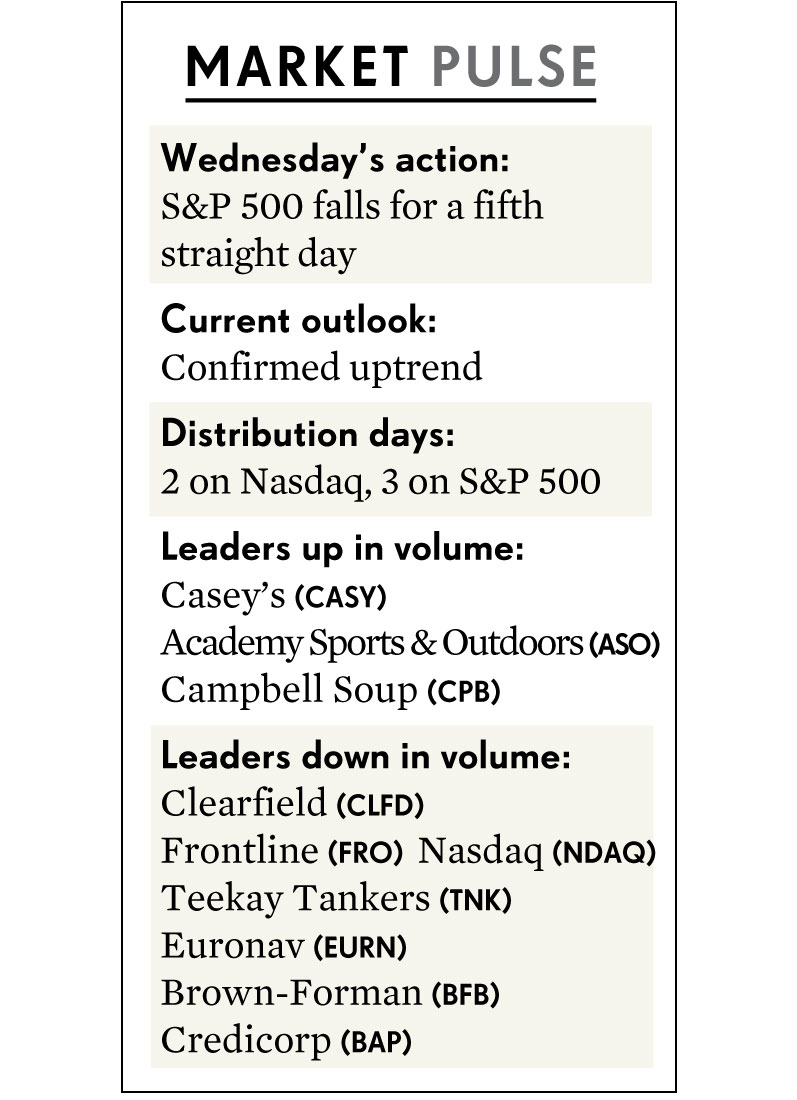 MARKET PULSE
Wednesday’s action:
S&P 500 falls for a fifth
straight day
Current outlook:
Confirmed uptrend
Distribution days:
2 on Nasdaq, 3 on S&P 500
Leaders up in volume:
Casey’s (CASY)
Academy Sports & Outdoors (ASO)
Campbell Soup (CPB)
Leaders down in volume:
Clearfield (CLFD)
Frontline (FRO) Nasdaq (NDAQ)
Teekay Tankers (TNK)
Euronav (EURN)
Brown-Forman (BFB)
Credicorp (BAP)